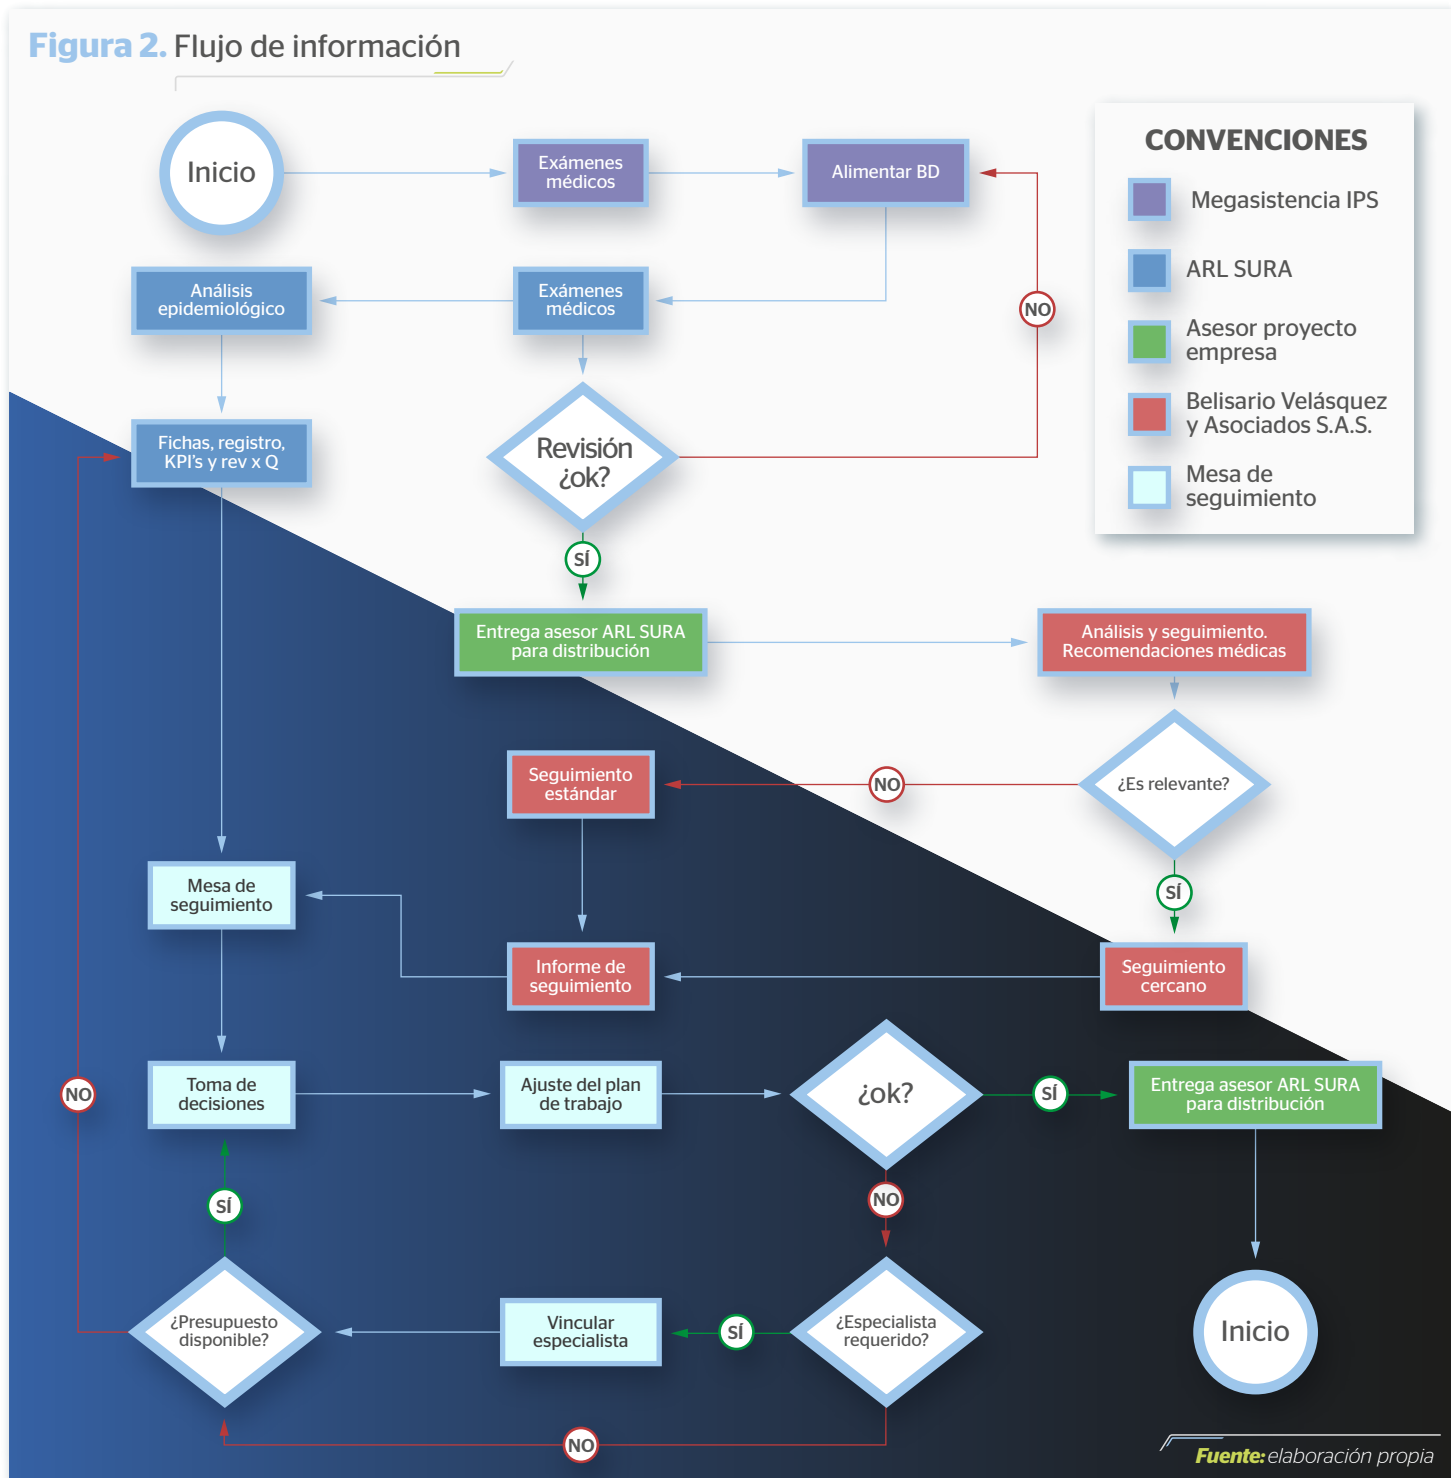 Figura 2. Flujo de información
Inicio
Exámenes
médicos
Alimentar BD
CONVENCIONES
Megasistencia IPS
ARL SURA
Asesor proyecto
empresa
Belisario Velásquez
y Asociados S.A.S.
Mesa de
seguimiento
Análisis
epidemiológico
Exámenes
médicos
NO
Fichas, registro,
KPI's y rev x Q
Revisión
¿ok?
SÍ
Entrega asesor ARL SURA
para distribución
Análisis y seguimiento.
Recomendaciones médicas
Seguimiento
estándar
NO
¿Es relevante?
Mesa de
seguimiento
SÍ
Informe de
seguimiento
Seguimiento
cercano
NO
Toma de
decisiones
Ajuste del plan
de trabajo
¿ok?
SÍ
Entrega asesor ARL SURA
para distribución
SÍ
NO
¿Presupuesto
disponible?
Vincular
especialista
SÍ
¿Especialista
requerido?
Inicio
NO
Fuente: elaboración propia